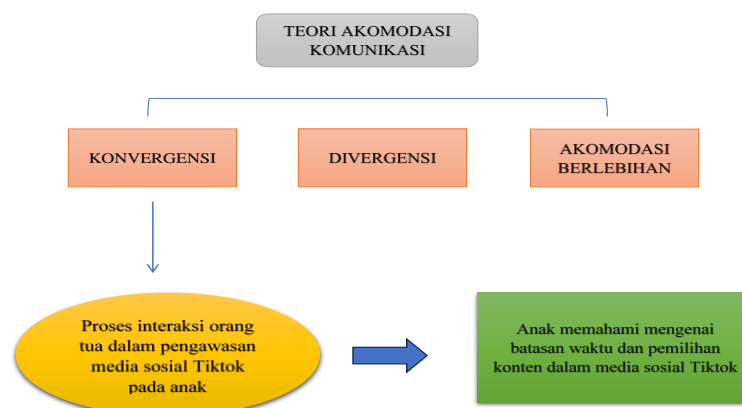 TEORI AKOMODASI
KOMUNIKASI
KONVERGENSI
DIVERGENSI
AKOMODASI
BERLEBIHAN
Proses interaksi orang
tua dalam pengawasan
media sosial Tiktok
pada anak
Anak memahami mengenai
batasan waktu dan pemilihan
konten dalam media sosial Tiktok